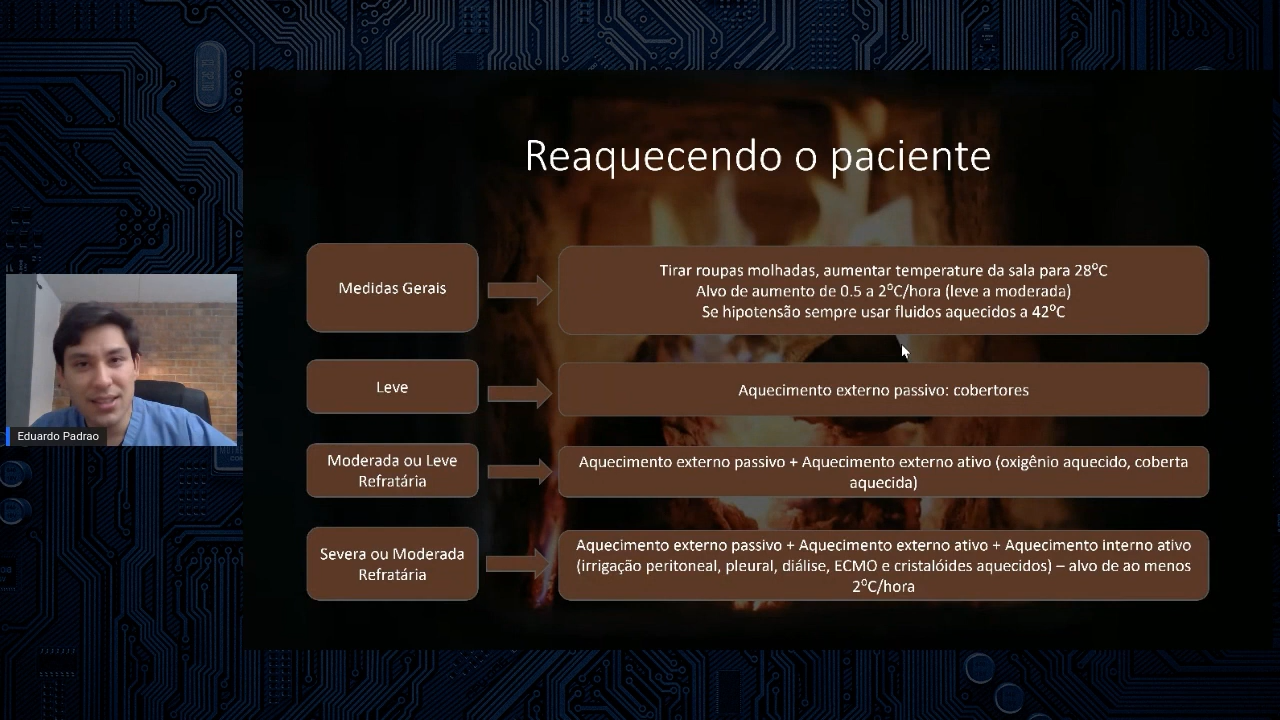 Reaquecendo o paciente
Medidas Gerais
Tirar roupas molhadas, aumentar temperature da sala para 28ºC
Alvo de aumento de 0.5 a 2ºC/hora (leve a moderada)
Se hipotensão sempre usar fluidos aquecidos a 42ºC
Leve
Aquecimento externo passivo: cobertores
Moderada ou Leve
Refratária
Aquecimento externo passivo + Aquecimento externo ativo (oxigênio aquecido, coberta
aquecida)
Severa ou Moderada
Refratária
Aquecimento externo passivo + Aquecimento externo ativo + Aquecimento interno ativo
(irrigação peritoneal, pleural, diálise, ECMO e cristalóides aquecidos) – alvo de ao menos
2ºC/hora
Eduardo Padrao